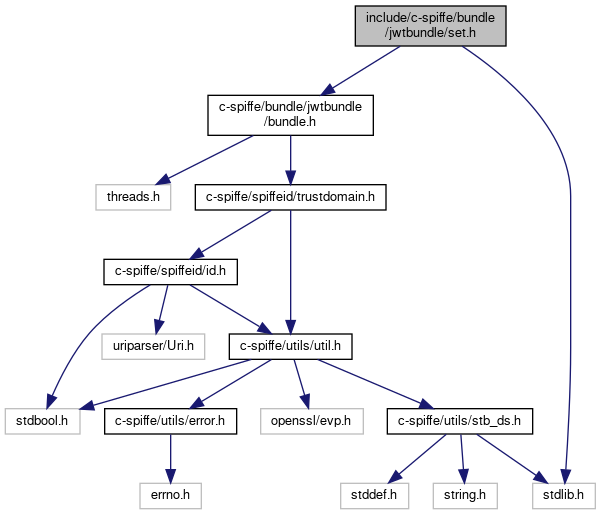 include/c-spiffe/bundle
/jwtbundle/set.h
c-spiffe/bundle/jwtbundle
/bundle.h
threads.h
c-spiffe/spiffeid/trustdomain.h
c-spiffe/spiffeid/id.h
uriparser/Uri.h
c-spiffe/utils/util.h
stdbool.h
c-spiffe/utils/error.h
openssl/evp.h
c-spiffe/utils/stb_ds.h
errno.h
stddef.h
string.h
stdlib.h